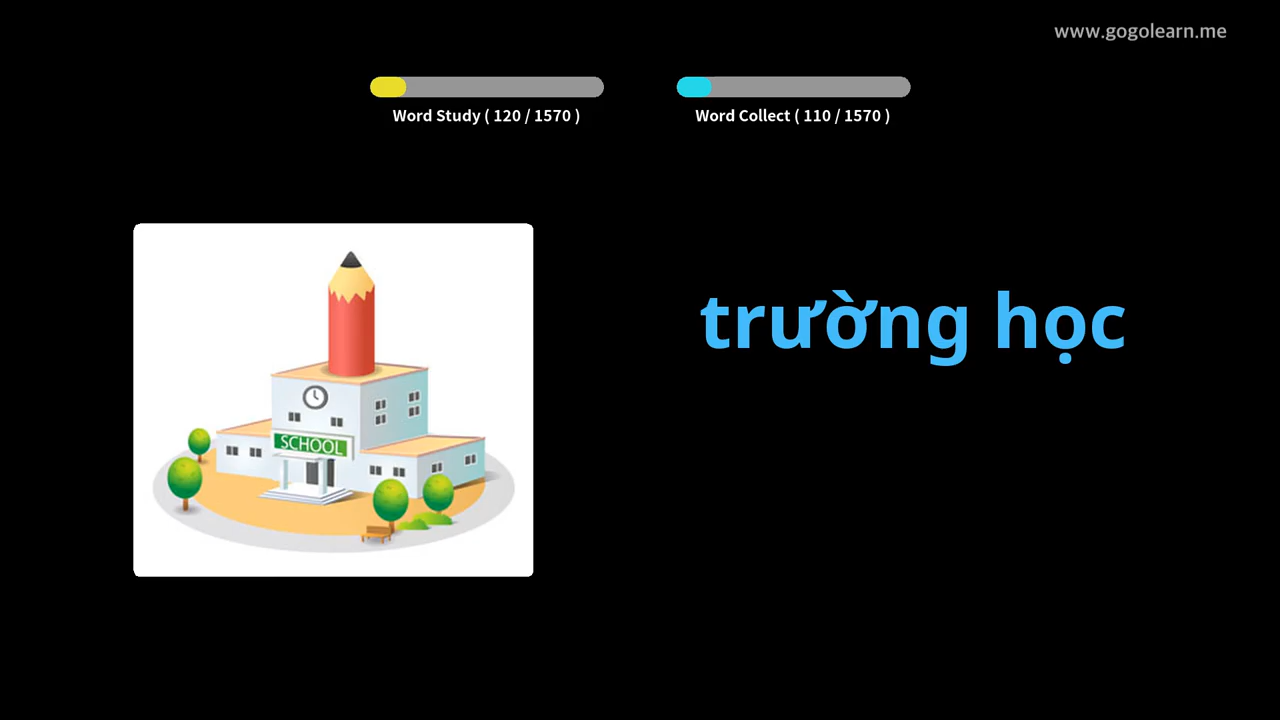 www.gogolearn.me
Word Study ( 120 / 1570 )
Word Collect ( 110 / 1570 )
trường học
SCHOOL